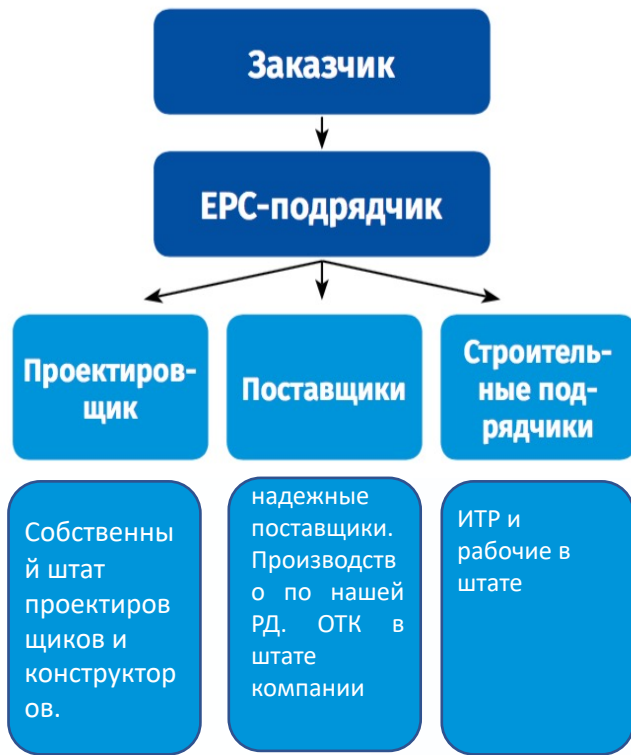 Заказчик
EPC-подрядчик
Проектиров-
щик
Поставщики
Строитель-
ные под-
рядчики
Собственны
й штат
проектиров
щиков и
конструктор
ов.
надежные
поставщики.
Производств
о по нашей
РД. ОТК в
штате
компании
ИТР и
рабочие в
штате